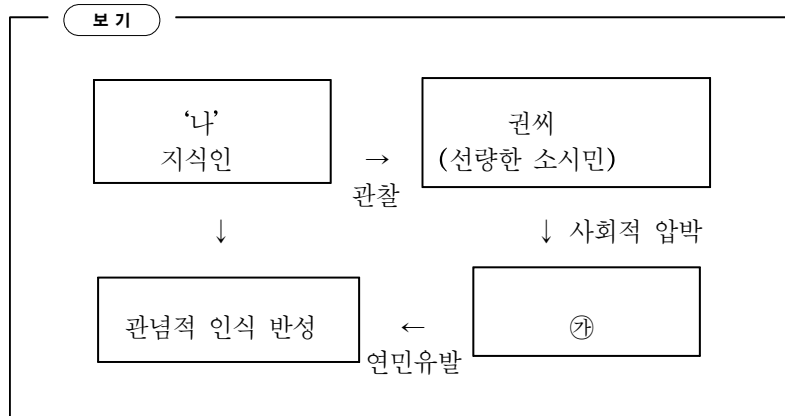 보 기
‘나’
지식인
→
관찰
권씨
(선량한 소시민)
↓
↓ 사회적 압박
관념적 인식 반성
←
연민유발
㉮